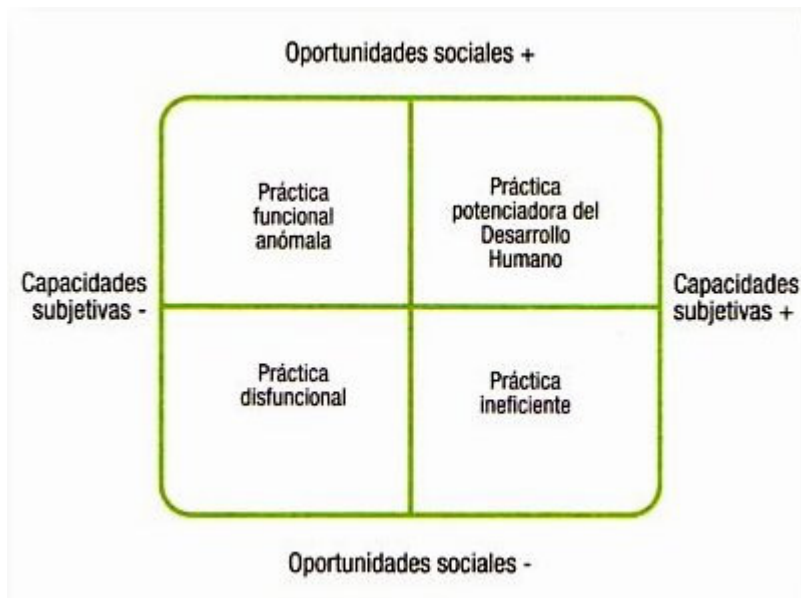 Oportunidades sociales +
Práctica
funcional
anómala
Práctica
potenciadora del
Desarrollo
Humano
Capacidades
subjetivas -
Capacidades
subjetivas +
Práctica
disfuncional
Práctica
ineficiente
Oportunidades sociales -